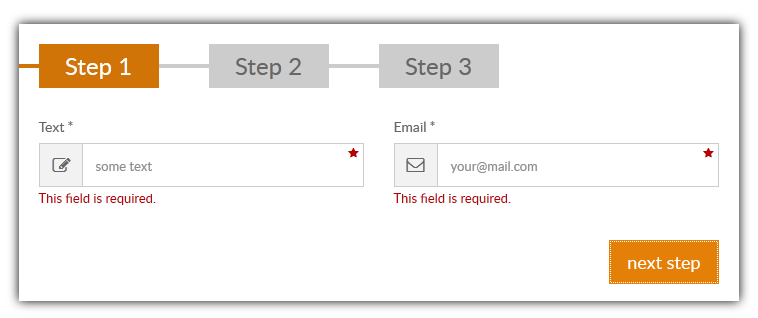 Step 1 Step 2 Step 3
Text * Email *
some text your@mail.com
This field is required. This field is required.
next step